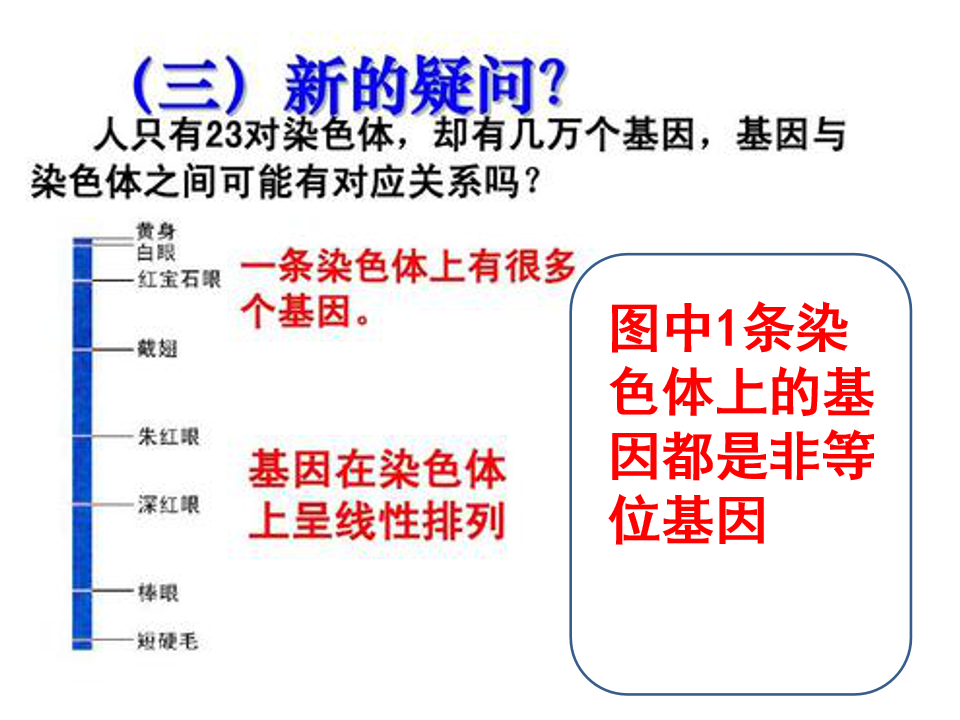 （三）新的疑问？
人只有23对染色体，却有几万个基因，基因与
染色体之间可能有对应关系吗？
黄身
白眼
红宝石眼
截翅
朱红眼
深红眼
棒眼
短硬毛
一条染色体上有很多
个基因。
基因在染色体
上呈线性排列
图中1条染
色体上的基
因都是非等
位基因